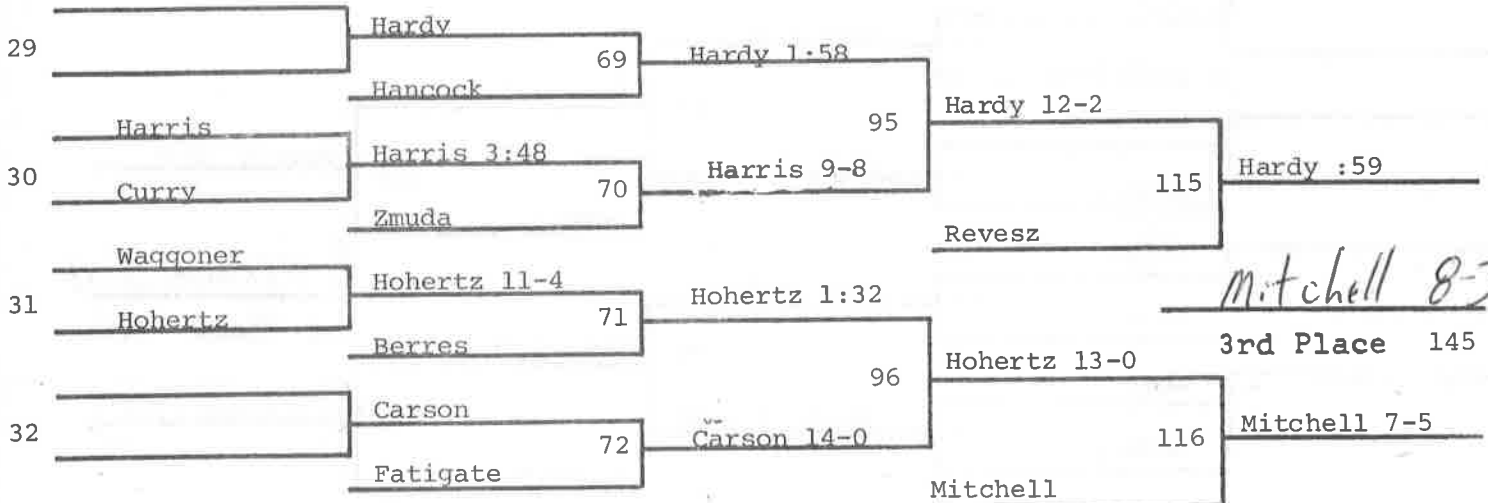 29
Hardy
69
Hardy 1:58
Hancock
Harris
95
Hardy 12-2
30
Harris 3:48
Curry
70
Harris 9-8
115
Hardy :59
Zmuda
Revesz
Waggoner
31
Hohertz 11-4
Hohertz
71
Hohertz 1:32
Mitchell
3rd Place 145
Berres
96
Hohertz 13-0
32
Carson
72
Carson 14-0
116
Mitchell 7-5
Fatigate
Mitchell